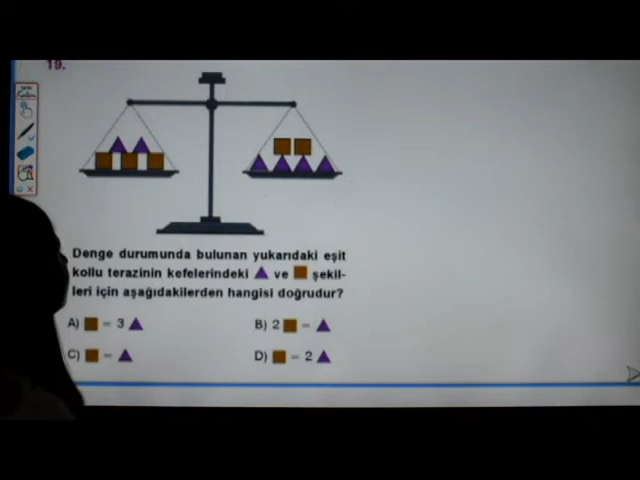 19.
Denge durumunda bulunan yukarıdaki eşit
kollu terazinin kefelerindeki ▲ ve ■ şekil-
leri için aşağıdakilerden hangisi doğrudur?
A) ■ = 3 ▲ B) 2 ■ = ▲
C) ■ = ▲ D) ■ = 2 ▲